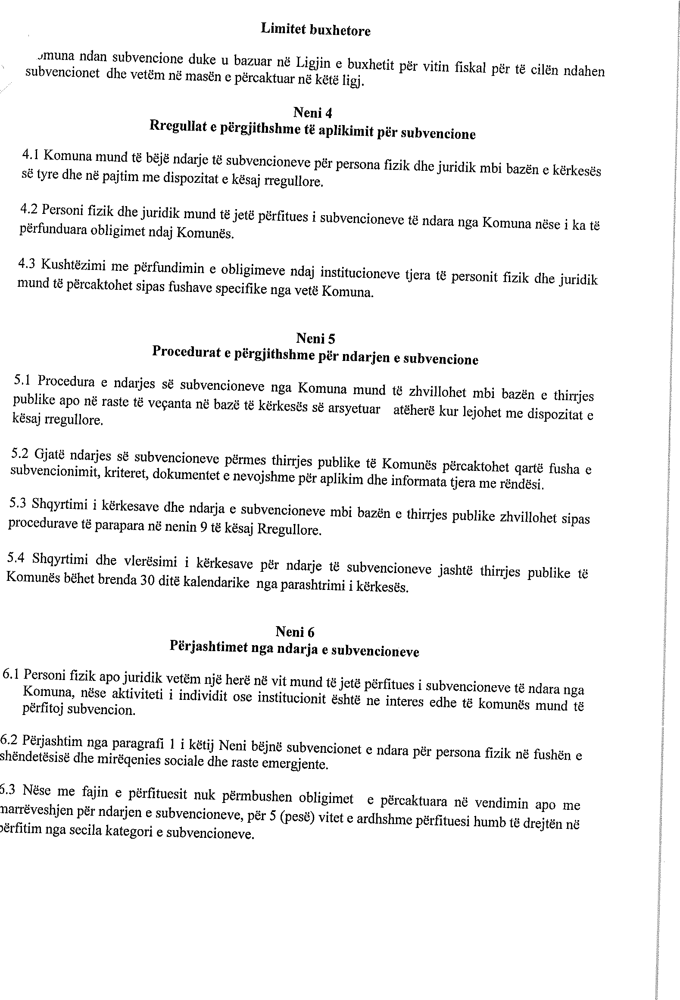 Limitet buxhetore
omuna ndan subvencione duke u bazuar në Ligjin e buxhetit për vitin fiskal për të cilën ndahen
subvencionet dhe vetëm në masën e përcaktuar në këtë ligj.
Neni 4
Rregullat e përgjithshme të aplikimit për subvencione
4.1 Komuna mund të bëjë ndarje të subvencioneve për persona fizik dhe juridik mbi bazën e kërkesës
së tyre dhe në pajtim me dispozitat e kësaj rregullore.
4.2 Personi fizik dhe juridik mund të jetë përfitues i subvencioneve të ndara nga Komuna nëse i ka të
përfunduara obligimet ndaj Komunës.
4.3 Kushtëzimi me përfundimin e obligimeve ndaj institucioneve tjera të personit fizik dhe juridik
mund të përcaktohet sipas fushave specifike nga vetë Komuna.
Neni 5
Procedurat e përgjithshme për ndarjen e subvencione
5.1 Procedura e ndarjes së subvencioneve nga Komuna mund të zhvillohet mbi bazën e thirrjes
publike apo në raste të veçanta në bazë të kërkesës së arsyetuar atëherë kur lejohet me dispozitat e
kësaj rregullore.
5.2 Gjatë ndarjes së subvencioneve përmes thirrjes publike të Komunës përcaktohet qartë fusha e
subvencionimit, kriteret, dokumentet e nevojshme për aplikim dhe informata tjera me rëndësi.
5.3 Shqyrtimi i kërkesave dhe ndarja e subvencioneve mbi bazën e thirrjes publike zhvillohet sipas
procedurave të parapara në nenin 9 të kësaj Rregullore.
5.4 Shqyrtimi dhe vlerësimi i kërkesave për ndarje të subvencioneve jashtë thirrjes publike të
Komunës bëhet brenda 30 ditë kalendarike nga parashtrimi i kërkesës.
Neni 6
Përjashtimet nga ndarja e subvencioneve
6.1 Personi fizik apo juridik vetëm një herë në vit mund të jetë përfitues i subvencioneve të ndara nga
Komuna, nëse aktiviteti i individit ose institucionit është ne interes edhe të komunës mund të
përfitoj subvencion.
6.2 Përjashtim nga paragrafi 1 i këtij Neni bëjnë subvencionet e ndara për persona fizik në fushën e
shëndetësisë dhe mirëqenies sociale dhe raste emergjente.
6.3 Nëse me fajin e përfituesit nuk përmbushen obligimet e përcaktuara në vendimin apo me
marrëveshjen për ndarjen e subvencioneve, për 5 (pesë) vitet e ardhshme përfituesi humb të drejtën në
përfitim nga secila kategori e subvencioneve.